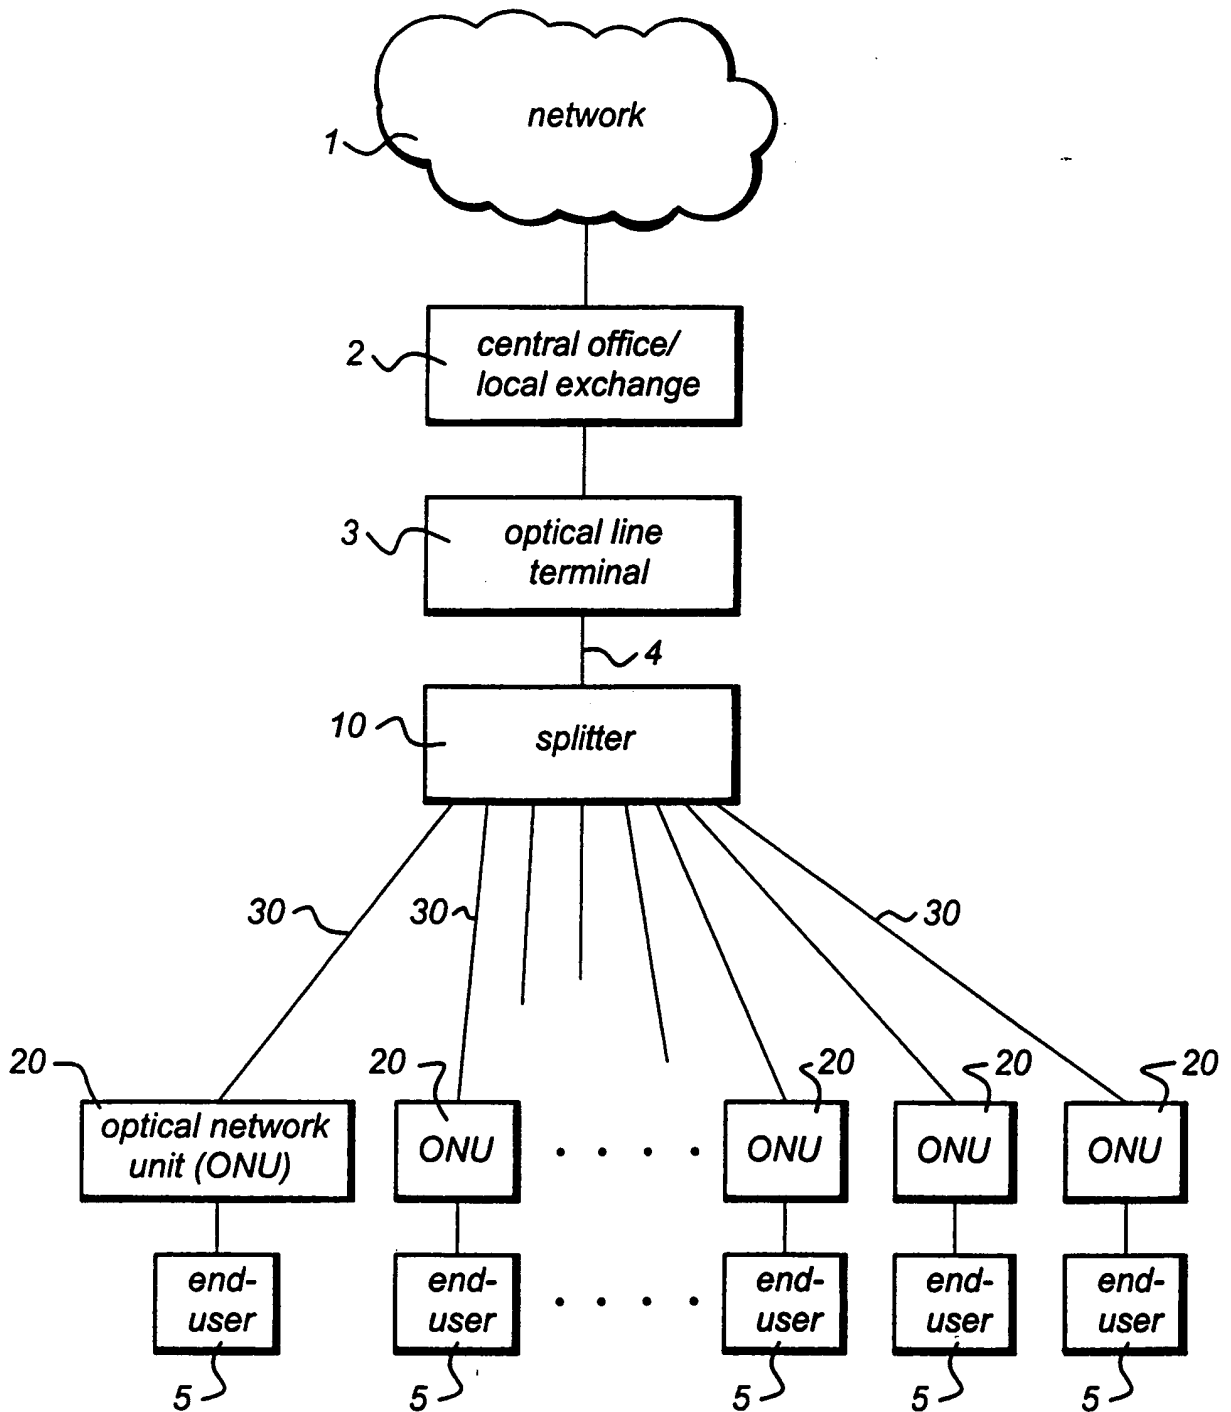 network
1
central office/
local exchange
2
optical line
terminal
3
4
splitter
10
30 30 30
20 20 20 20 20
optical network
unit (ONU)
ONU ONU ONU ONU
end-
user
end-
user
end-
user
end-
user
end-
user
5 5 5 5 5